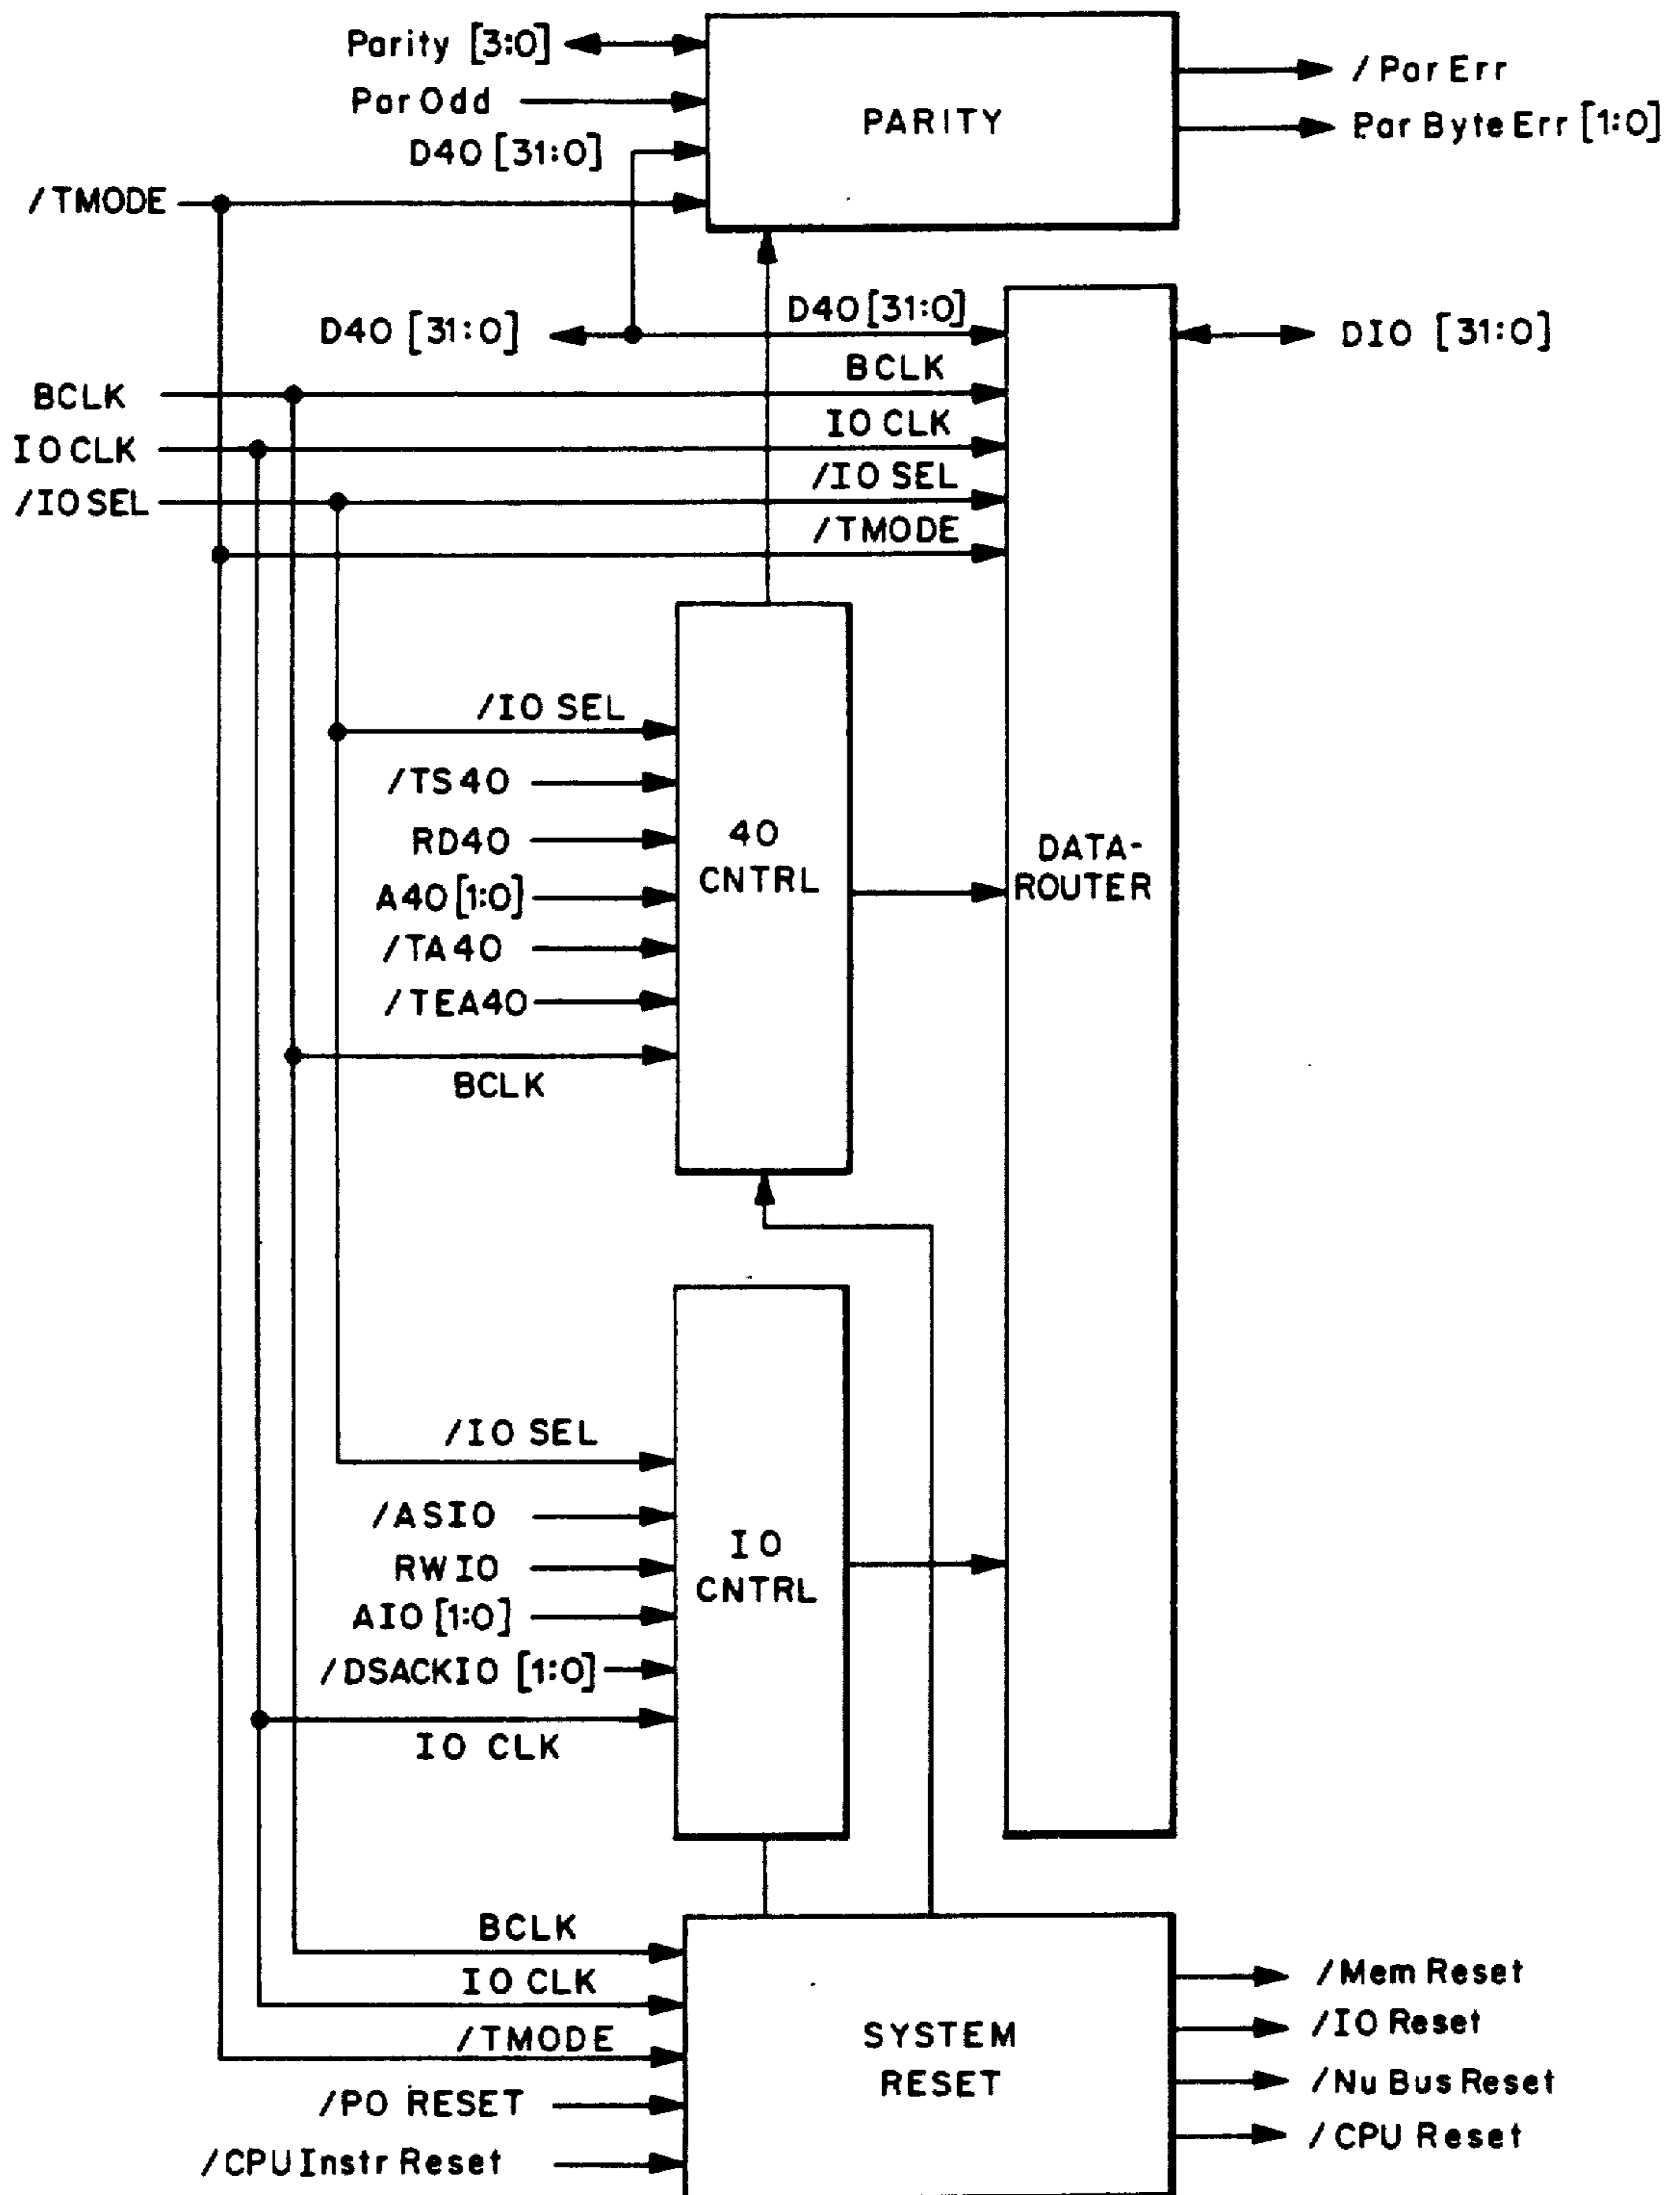 Parity [3:0]
/ Par Err
Par Odd
PARITY
Par Byte Err [1:0]
D40 [31:0]
/TMODE
D40 [31:0]
D40 [31:0]
DIO [31:0]
BCLK
BCLK
IO CLK
IO CLK
/IO SEL
/IO SEL
/TMODE
/IO SEL
/TS40
RD40
40
CNTRL
DATA-
ROUTER
A40 [1:0]
/TA40
/TEA40
BCLK
/IO SEL
/ASIO
RWIO
IO
CNTRL
AIO [1:0]
/DSACKIO [1:0]
IO CLK
BCLK
IO CLK
/TMODE
/PO RESET
/CPU Instr Reset
SYSTEM
RESET
/Mem Reset
/IO Reset
/Nu Bus Reset
/CPU Reset